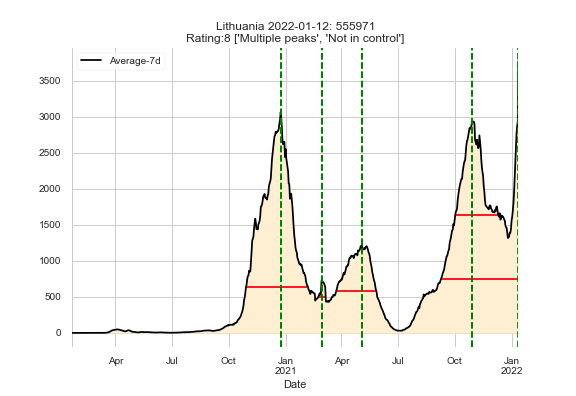 Lithuania 2022-01-12: 555971
Rating:8 ['Multiple peaks', 'Not in control']
Average-7d
3500
3000
2500
2000
1500
1000
500
0
Apr Jul Oct Jan Apr Jul Oct Jan
2021 2022
Date